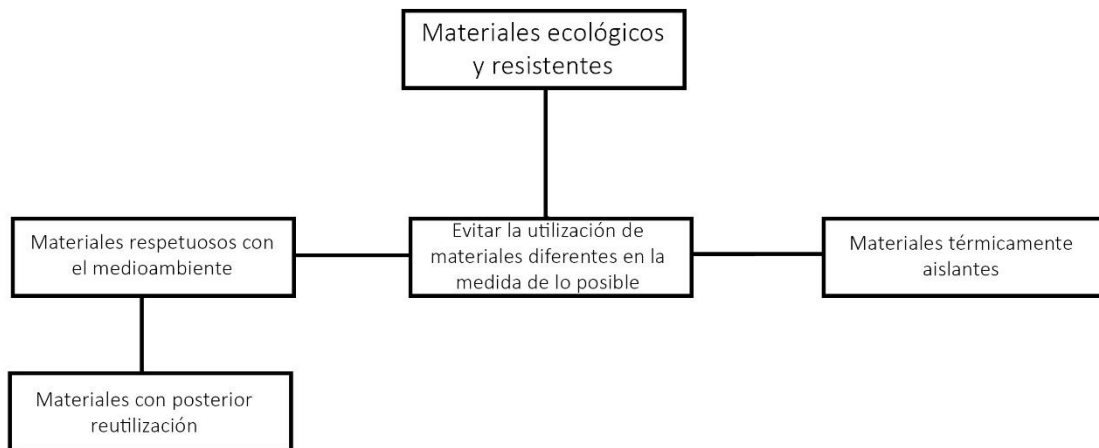 Materiales ecológicos
y resistentes
Materiales respetuosos con
el medioambiente
Evitar la utilización de
materiales diferentes en la
medida de lo posible
Materiales térmicamente
aislantes
Materiales con posterior
reutilización